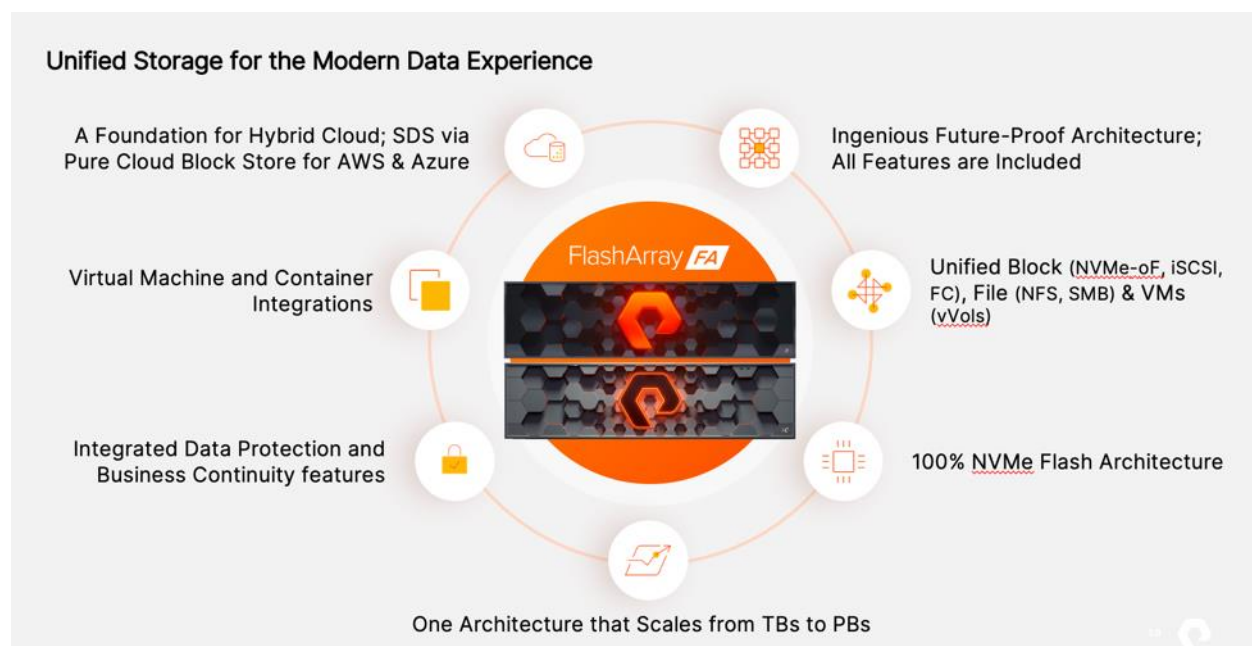 Unified Storage for the Modern Data Experience
A Foundation for Hybrid Cloud; SDS via
Pure Cloud Block Store for AWS & Azure
Ingenious Future-Proof Architecture;
All Features are Included
FlashArray FA
Virtual Machine and Container
Integrations
Unified Block (NVMe-oF, iSCSI,
FC), File (NFS, SMB) & VMs
(vVols)
Integrated Data Protection and
Business Continuity features
100% NVMe Flash Architecture
One Architecture that Scales from TBs to PBs